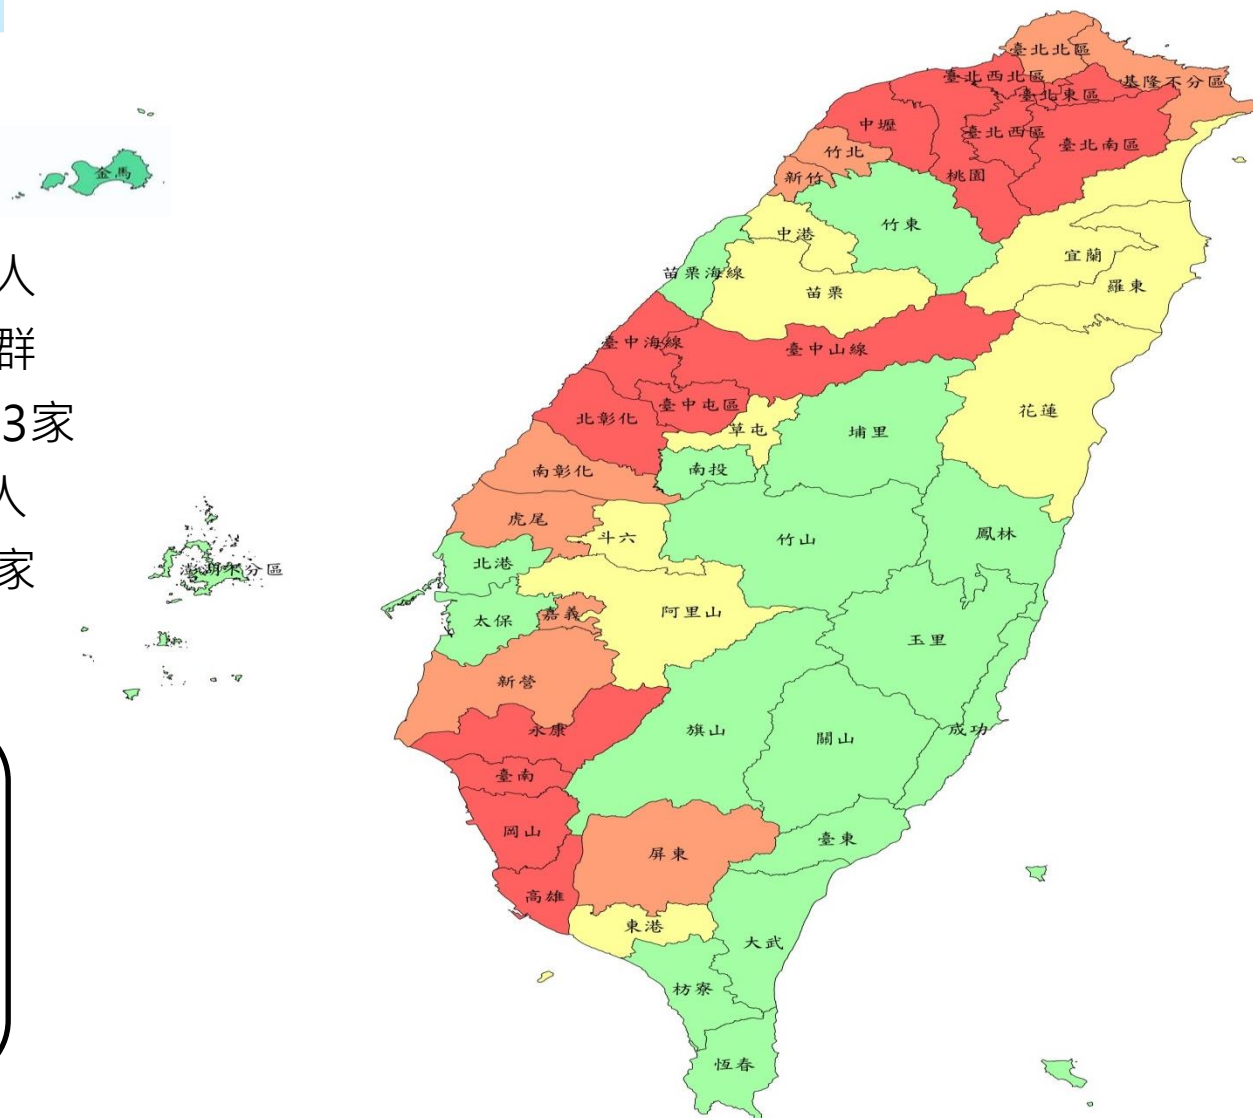 臺北北區
臺北西北區
基隆不分區
臺北東區
中壢
臺北西區
臺北南區
竹北
金馬
新竹
桃園
竹東
中港
宜蘭
人
苗栗海線
羅東
苗栗
群
臺中海線
臺中山線
臺中屯區
花蓮
北彰化
3家
草屯
埔里
南彰化
南投
人
虎尾
鳳林
斗六
竹山
北港
家
澎湖不分區
嘉義
阿里山
太保
玉里
新營
永康
旗山
成功
關山
臺南
岡山
臺東
屏東
高雄
東港
大武
枋寮
恆春